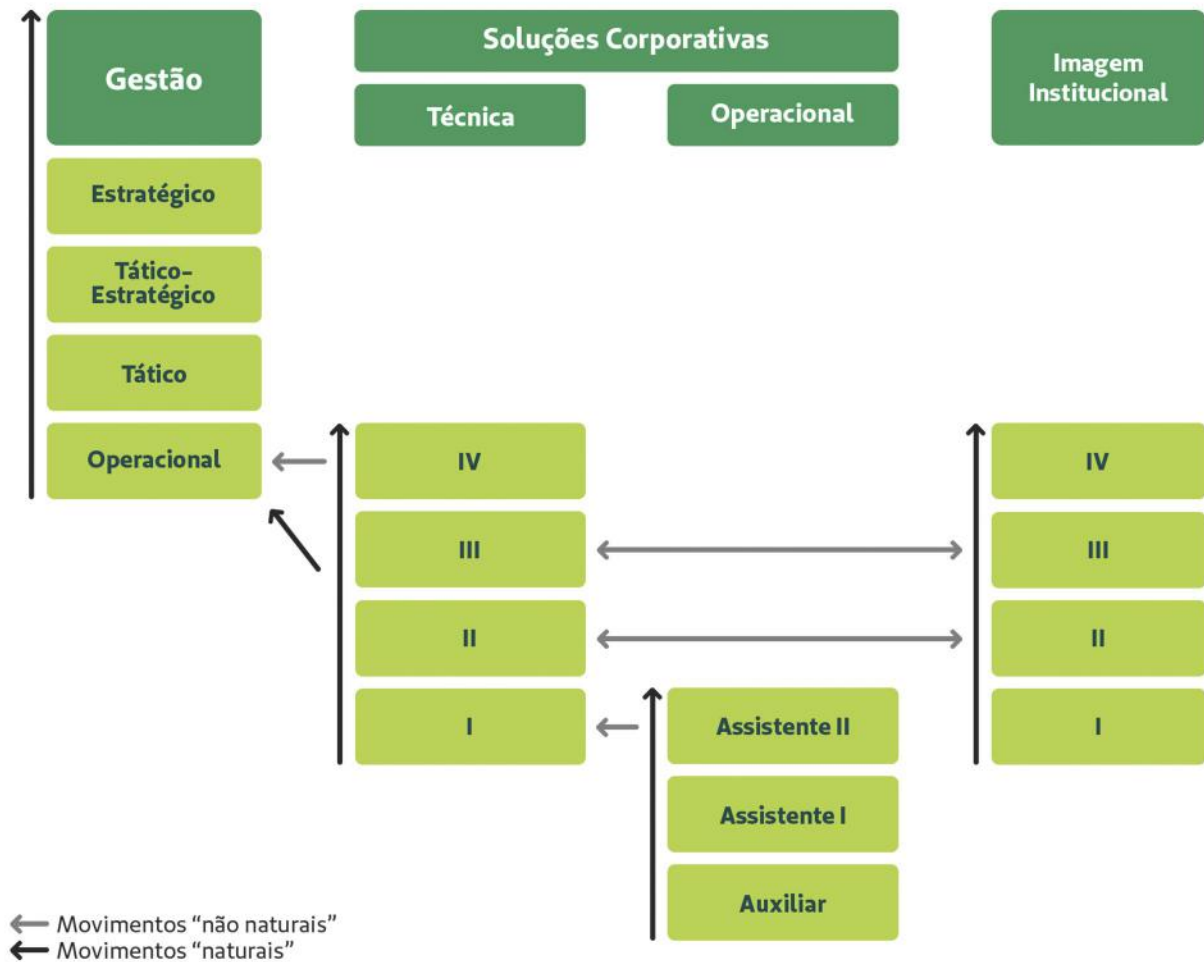 Gestão
Soluções Corporativas
Técnica
Operacional
Imagem
Institucional
Estratégico
Tático-
Estratégico
Tático
Operacional
IV
IV
III
III
II
II
I
Assistente II
I
Assistente I
Auxiliar
Movimentos “não naturais”
Movimentos “naturais”